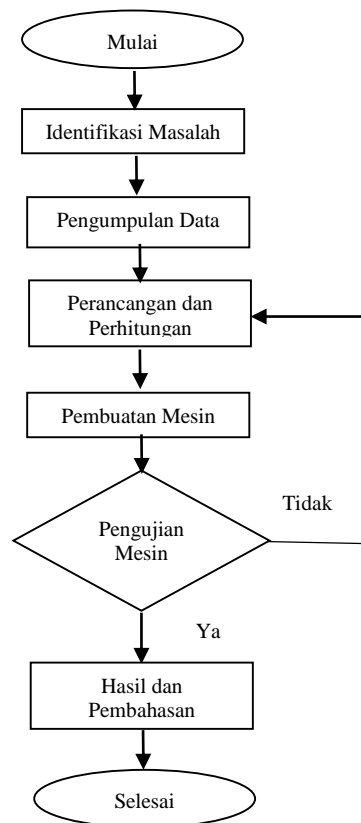 Mulai
Identifikasi Masalah
Pengumpulan Data
Perancangan dan
Perhitungan
Pembuatan Mesin
Pengujian
Mesin
Tidak
Ya
Hasil dan
Pembahasan
Selesai